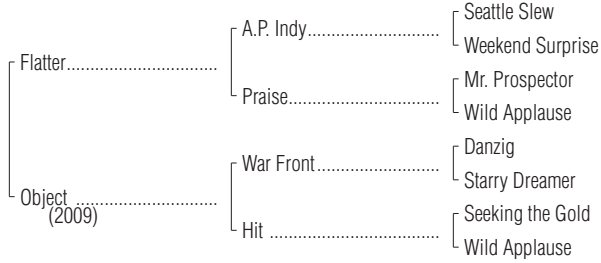 Seattle Slew
A.P. Indy
Weekend Surprise
Flatter
Mr. Prospector
Praise
Wild Applause
Danzig
War Front
Starry Dreamer
Object
(2009)
Seeking the Gold
Hit
Wild Applause